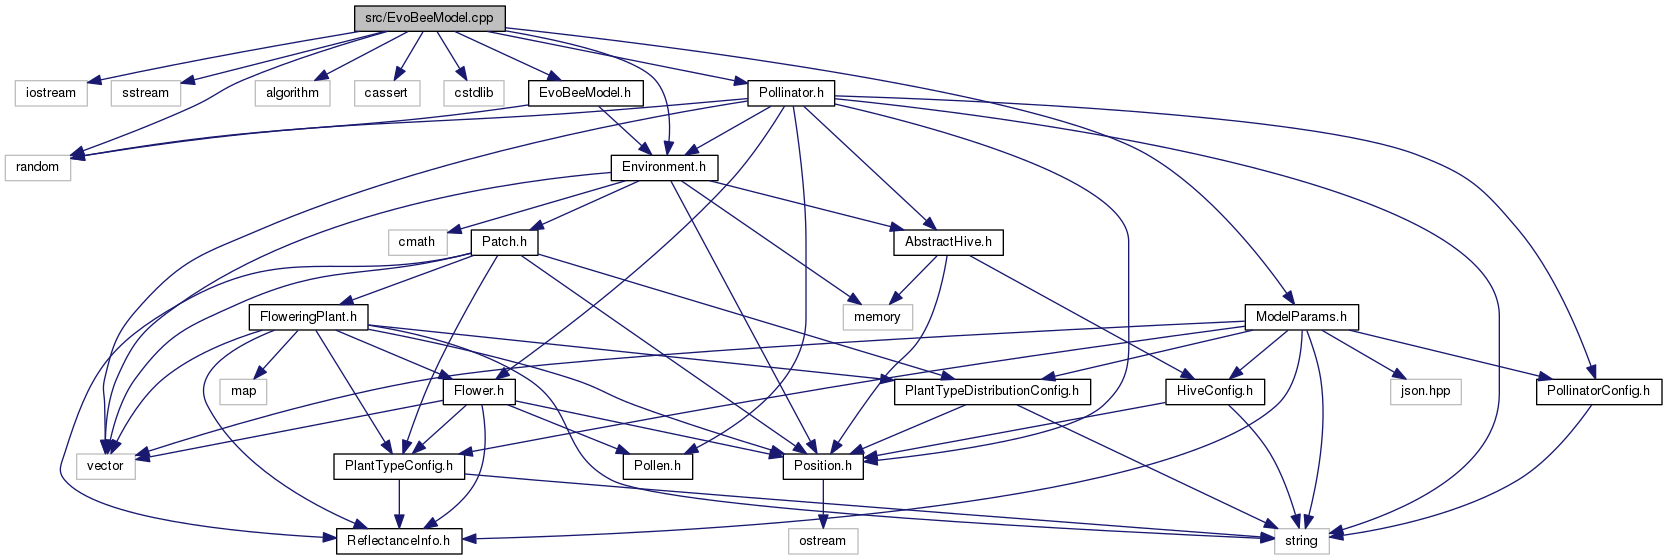 src/EvoBeeModel.cpp
iostream
sstream
algorithm
cassert
cstdlib
EvoBeeModel.h
Pollinator.h
random
Environment.h
cmath
Patch.h
AbstractHive.h
FloweringPlant.h
memory
ModelParams.h
map
Flower.h
PlantTypeDistributionConfig.h
HiveConfig.h
json.hpp
PollinatorConfig.h
vector
PlantTypeConfig.h
Pollen.h
Position.h
ReflectanceInfo.h
ostream
string